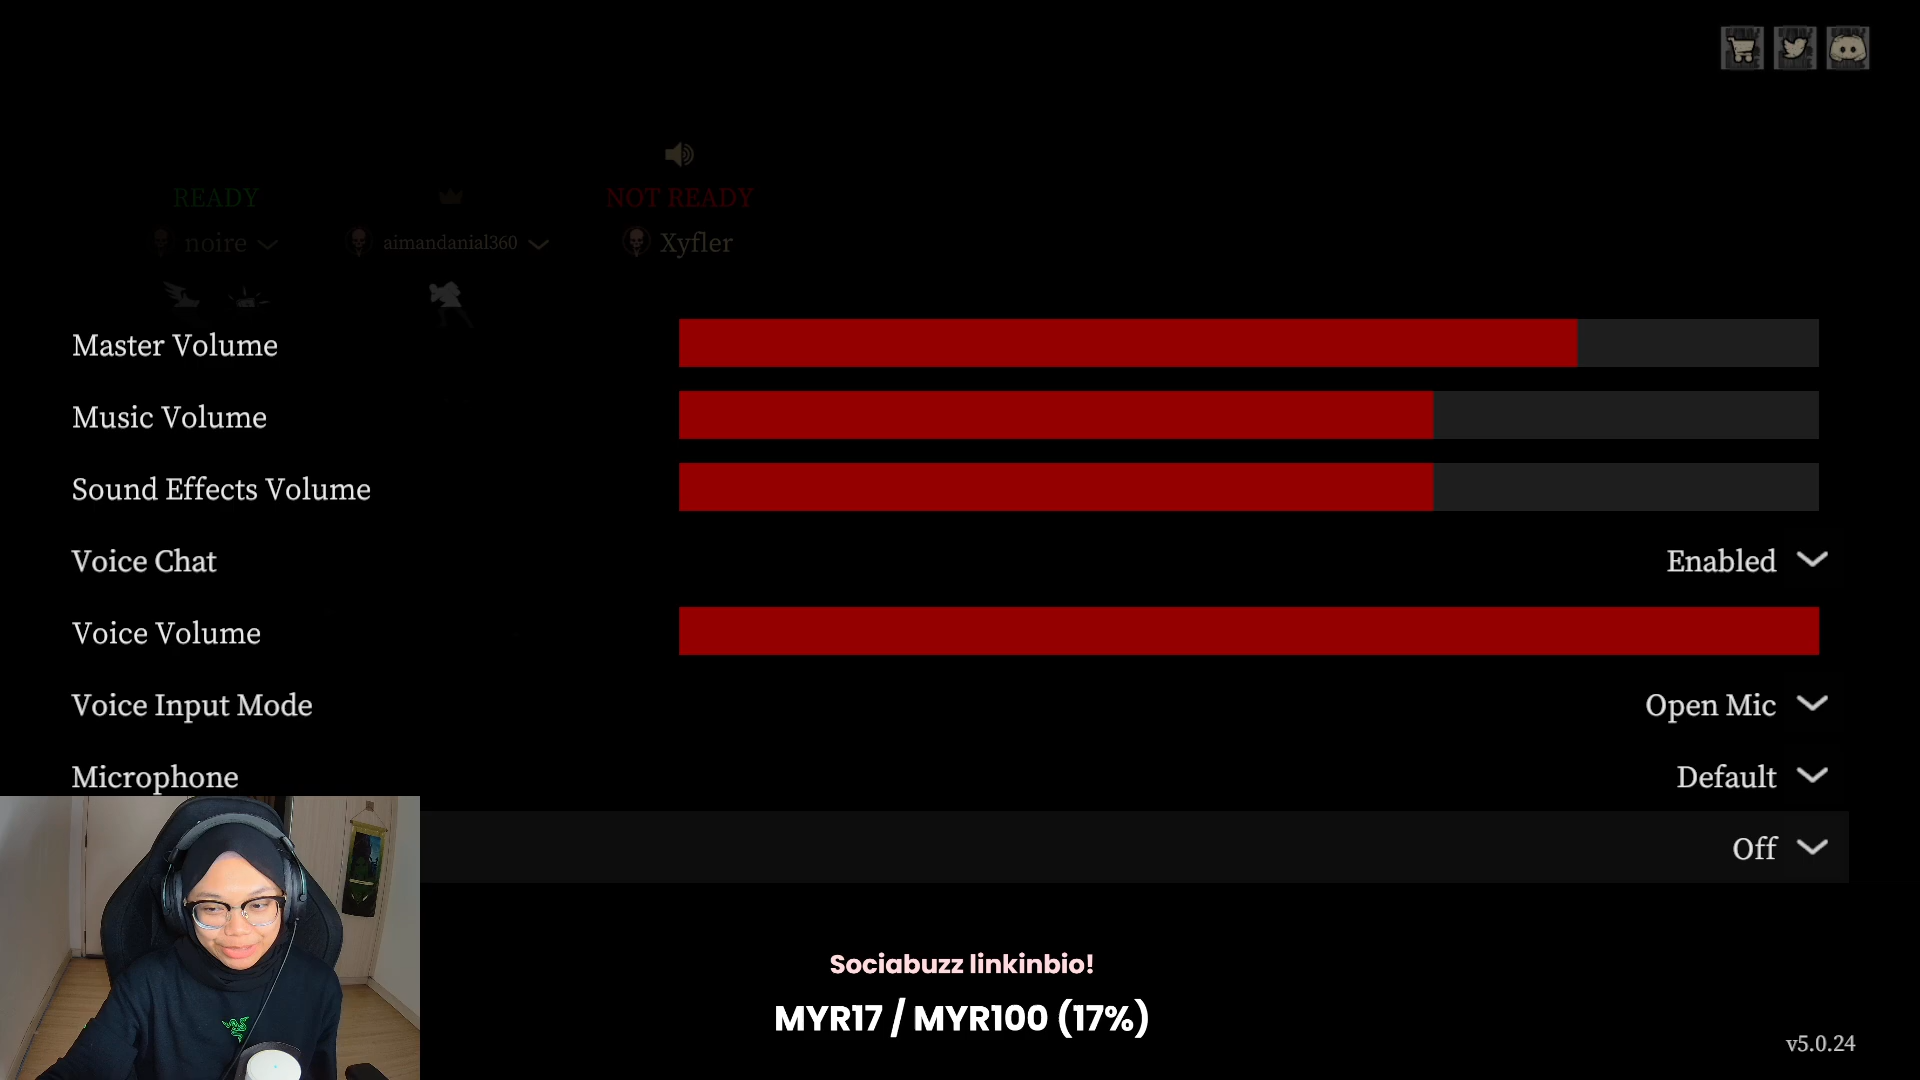 READY
NOT READY
noire
aimandanial360
Xyfler
Master Volume
Music Volume
Sound Effects Volume
Voice Chat
Enabled
Voice Volume
Voice Input Mode
Open Mic
Microphone
Default
Off
Sociabuzz linkinbio!
MYR17 / MYR100 (17%)
v5.0.24